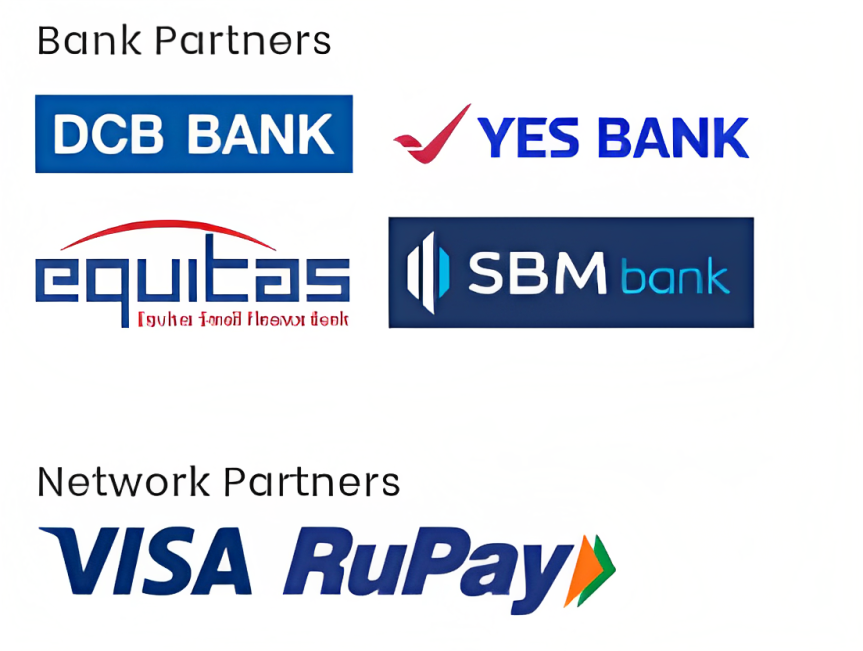 Bank Partners
DCB BANK YES BANK
equitas SBM bank
Network Partners
VISA RuPay